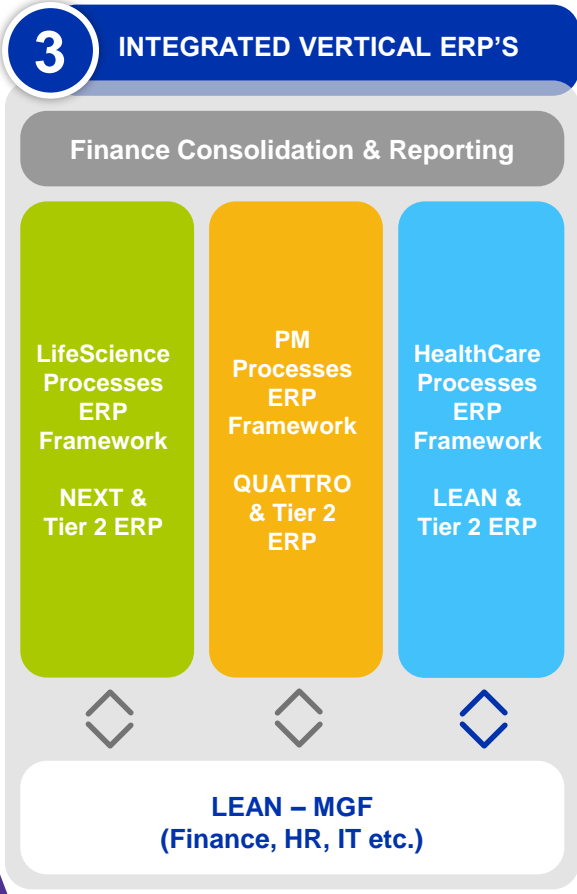 3
INTEGRATED VERTICAL ERP'S
Finance Consolidation & Reporting
LifeScience
Processes
ERP
Framework
NEXT &
Tier 2 ERP
PM
Processes
ERP
Framework
QUATTRO
& Tier 2
ERP
HealthCare
Processes
ERP
Framework
LEAN &
Tier 2 ERP
LEAN – MGF
(Finance, HR, IT etc.)